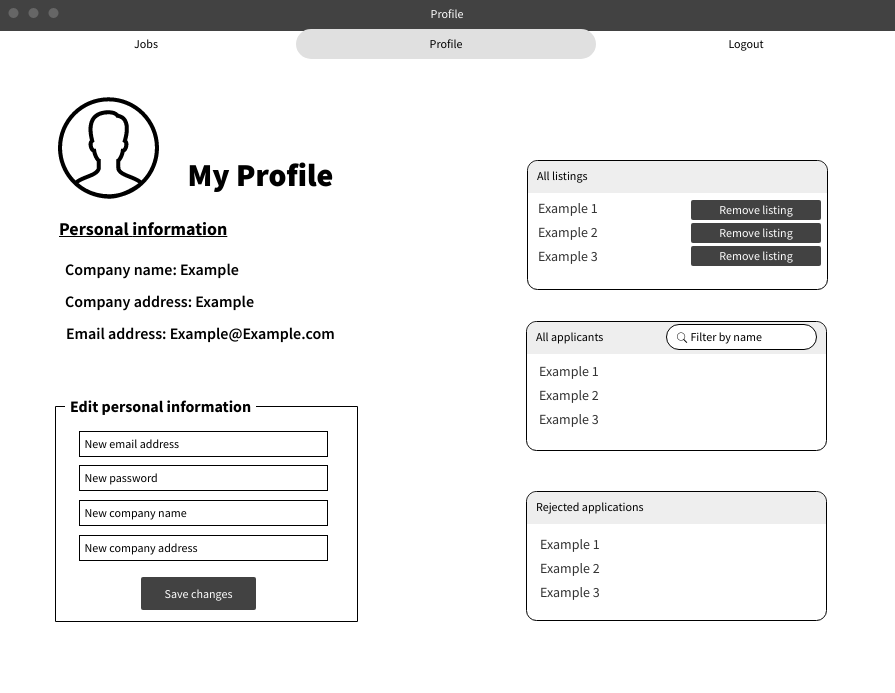 Profile
Jobs
Profile
Logout
My Profile
Personal information
Company name: Example
Company address: Example
Email address: Example@Example.com
Edit personal information
New email address
New password
New company name
New company address
Save changes
All listings
Example 1
Remove listing
Example 2
Remove listing
Example 3
Remove listing
All applicants
Filter by name
Example 1
Example 2
Example 3
Rejected applications
Example 1
Example 2
Example 3